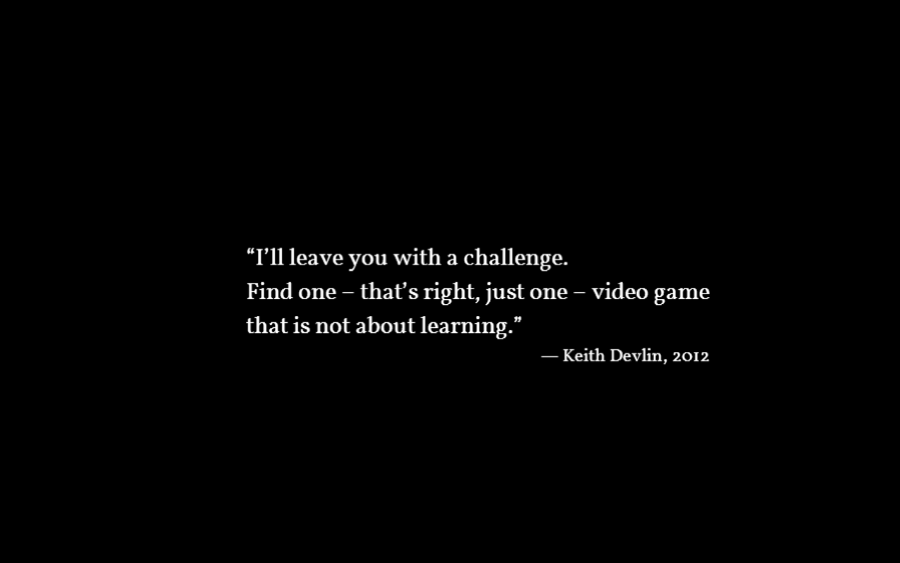 “I’ll leave you with a challenge.
Find one – that’s right, just one – video game
that is not about learning.”
— Keith Devlin, 2012